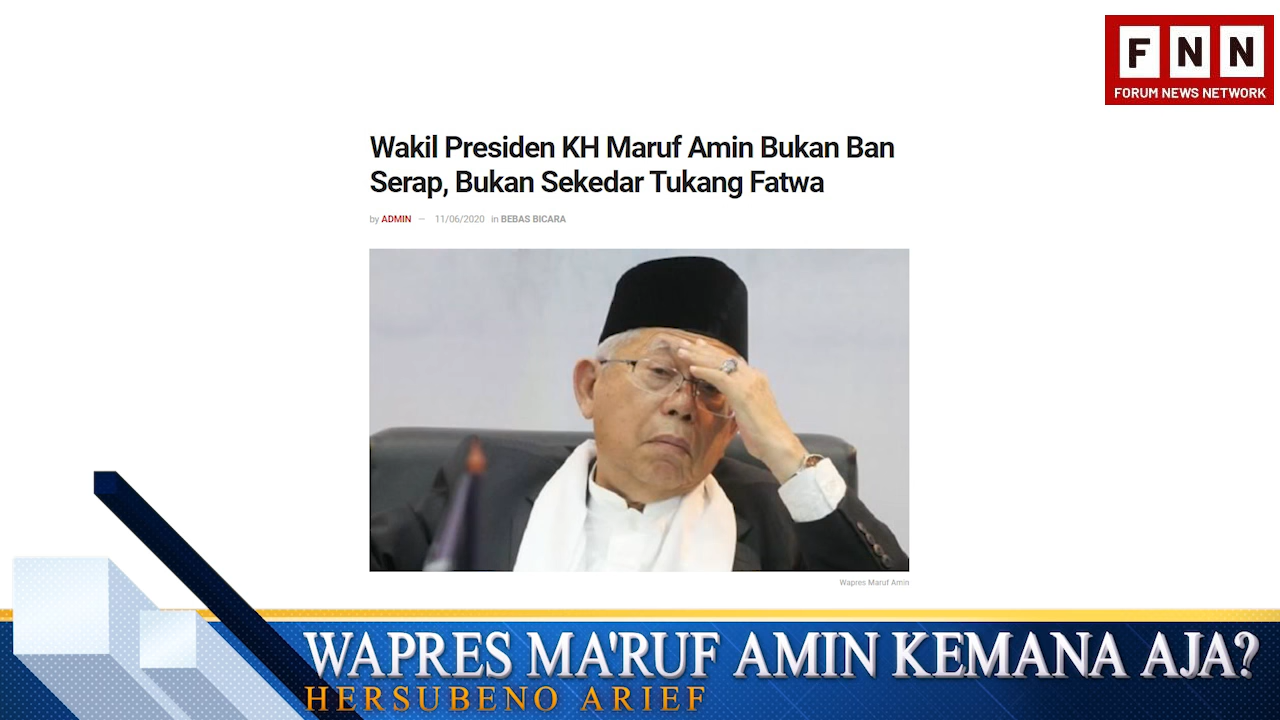 FNN
FORUM NEWS NETWORK
Wakil Presiden KH Maruf Amin Bukan Ban
Serap, Bukan Sekedar Tukang Fatwa
by ADMIN — 11/06/2020 in BEBAS BICARA
Wapres Maruf Amin
WAPRES MA'RUF AMIN KEMANA AJA?
HERSUBENO ARIEF